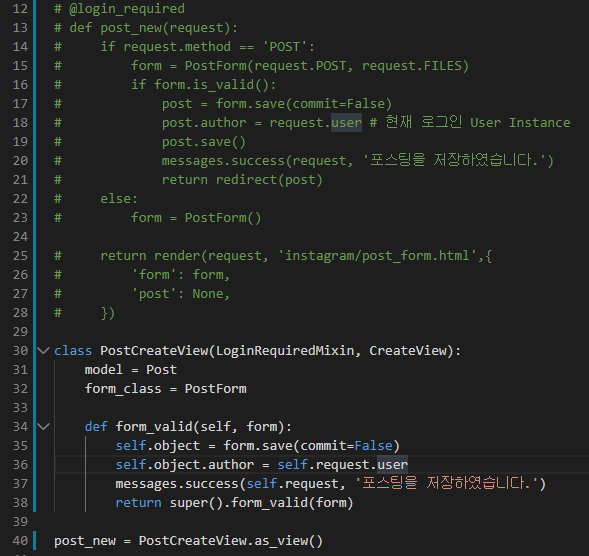 12 # @login_required
13 # def post_new(request):
14 #     if request.method == 'POST':
15 #         form = PostForm(request.POST, request.FILES)
16 #         if form.is_valid():
17 #             post = form.save(commit=False)
18 #             post.author = request.user # 현재 로그인 User Instance
19 #             post.save()
20 #             messages.success(request, '포스팅을 저장하였습니다.')
21 #             return redirect(post)
22 #     else:
23 #         form = PostForm()
24
25 #     return render(request, 'instagram/post_form.html',{
26 #         'form': form,
27 #         'post': None,
28 #     })
29
30 class PostCreateView(LoginRequiredMixin, CreateView):
31     model = Post
32     form_class = PostForm
33
34     def form_valid(self, form):
35         self.object = form.save(commit=False)
36         self.object.author = self.request.user
37         messages.success(self.request, '포스팅을 저장하였습니다.')
38         return super().form_valid(form)
39
40 post_new = PostCreateView.as_view()